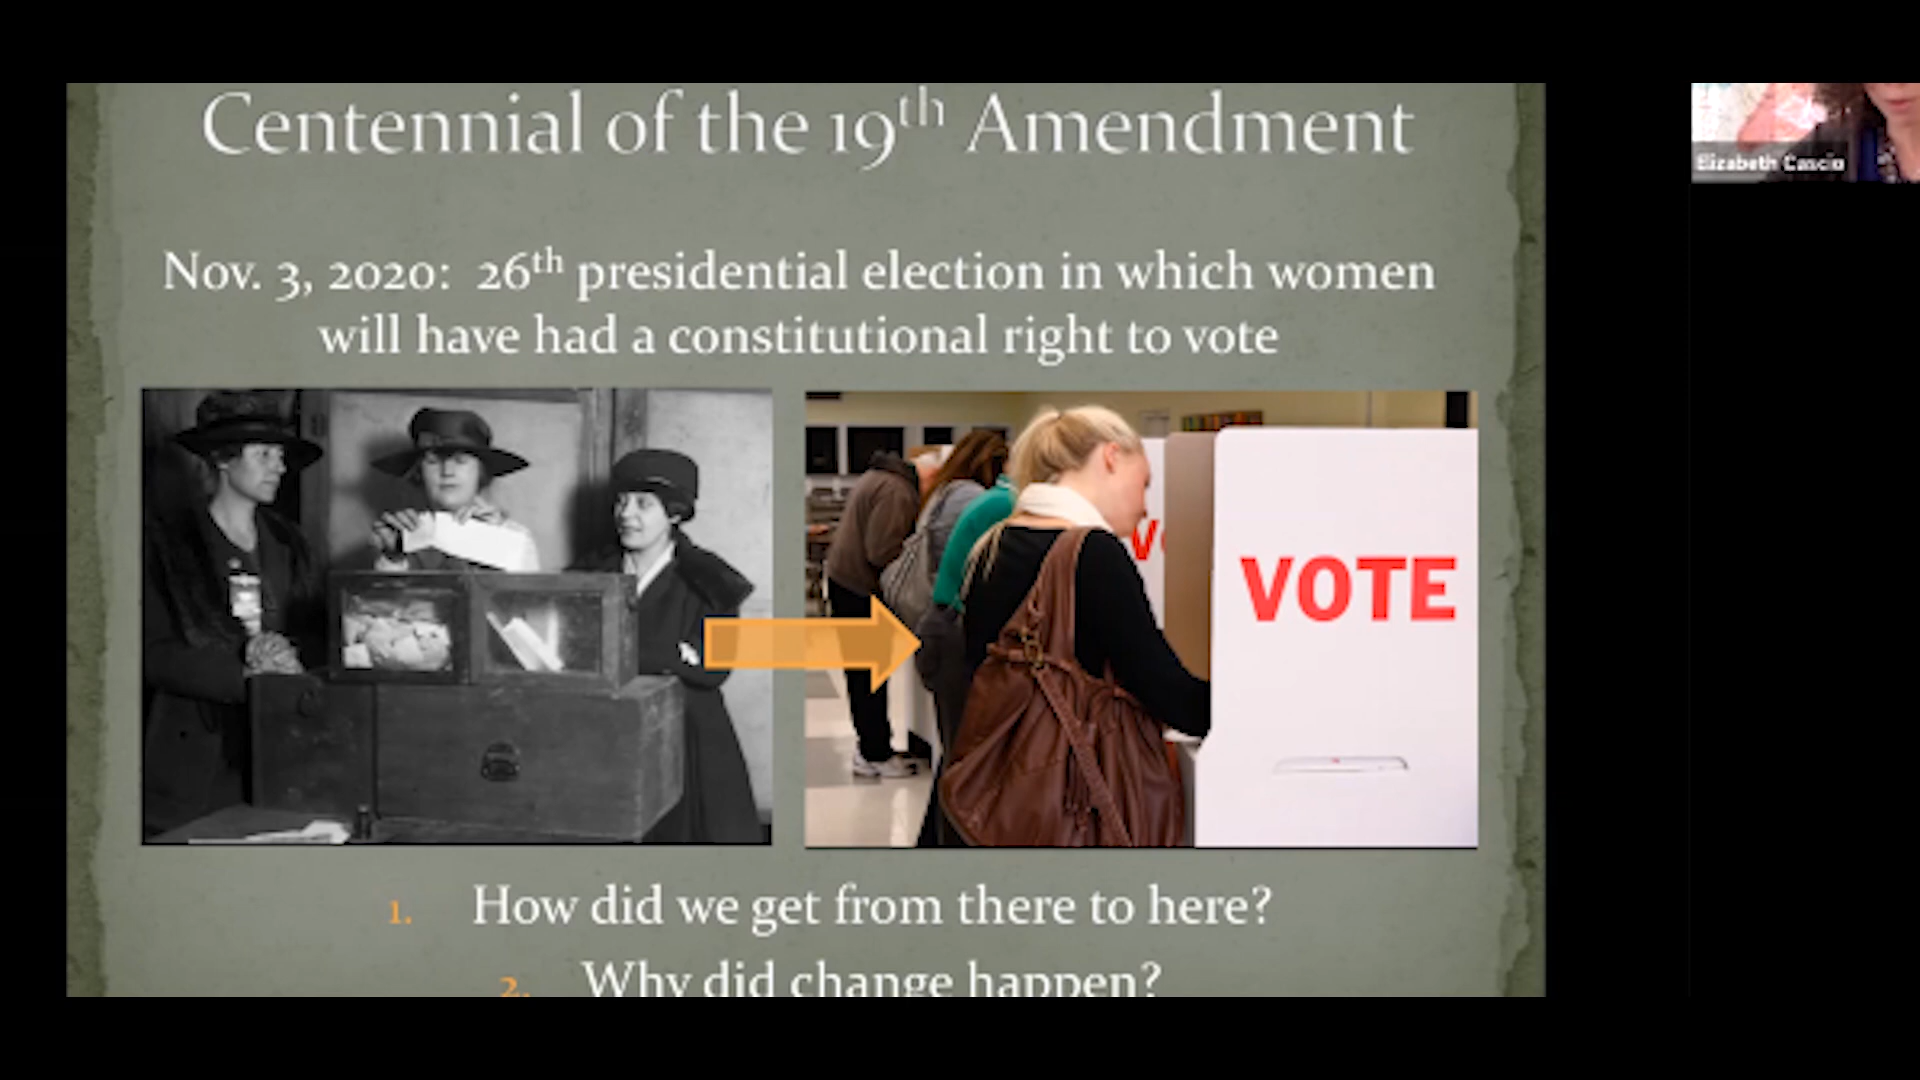 Centennial of the 19th Amendment
Nov. 3, 2020: 26th presidential election in which women
will have had a constitutional right to vote
Elizabeth Cascio
VOTE
1. How did we get from there to here?
2. Why did change happen?